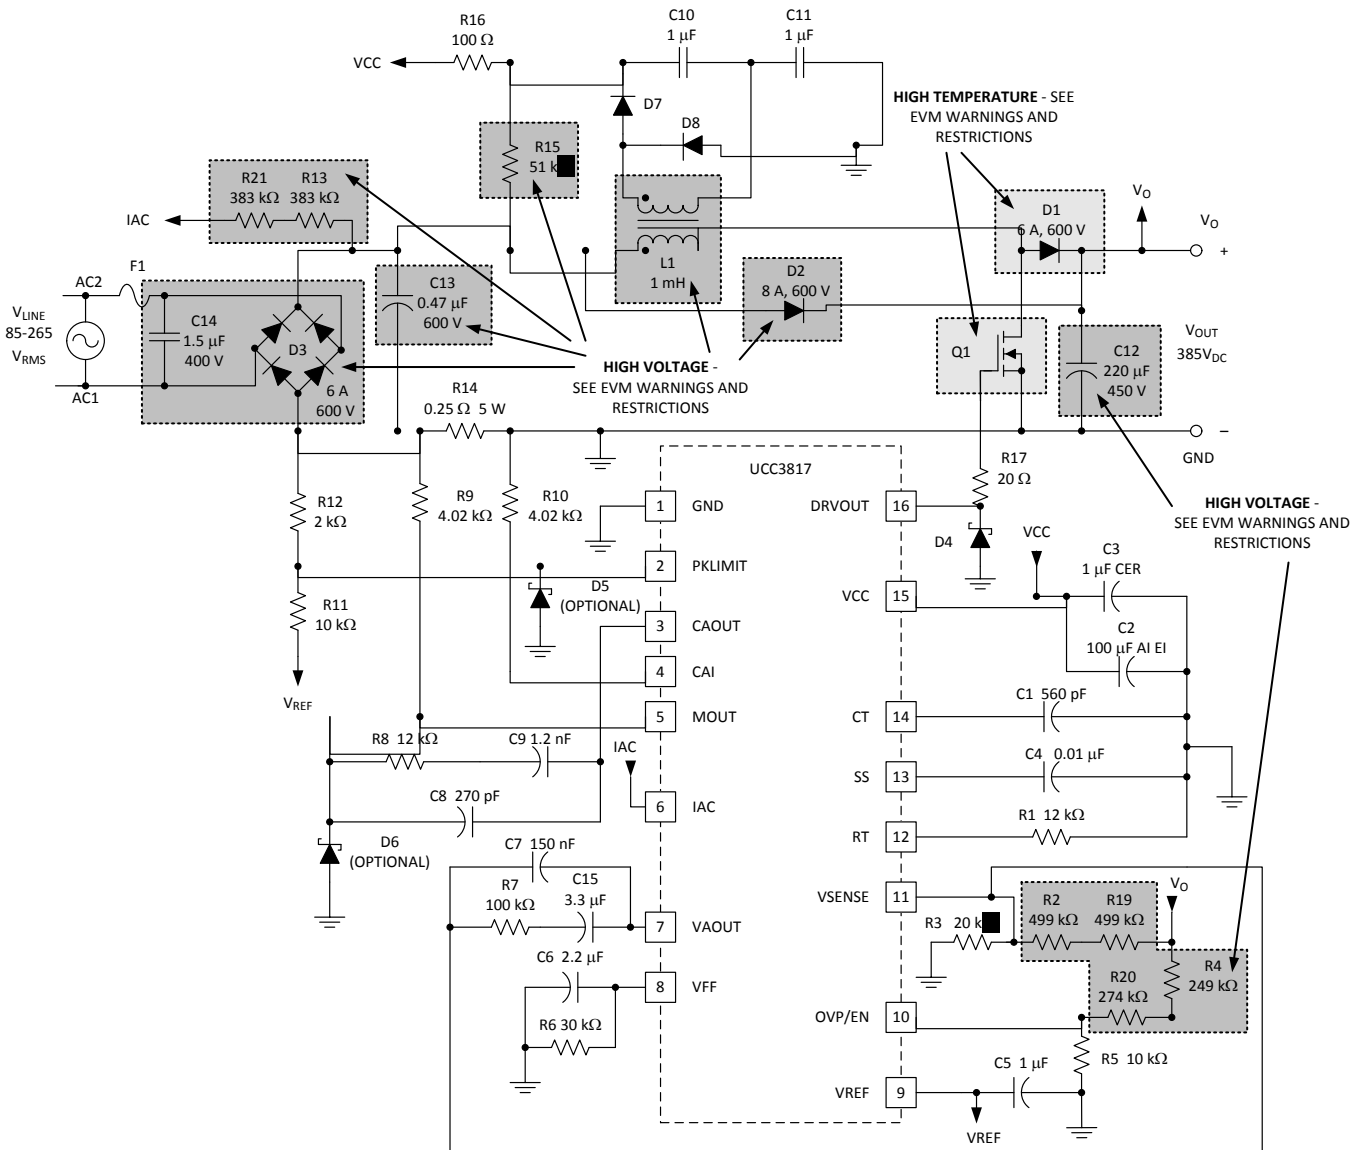 R16
100 Ω
VCC
C10
1 µF
C11
1 µF
D7
D8
HIGH TEMPERATURE - SEE
EVM WARNINGS AND
RESTRICTIONS
R15
51 k
R21
383 kΩ
R13
383 kΩ
IAC
D1
6 A, 600 V
VO
VO
+
F1
AC2
VLINE
85-265
VRMS
AC1
C14
1.5 µF
400 V
D3
6 A
600 V
C13
0.47 µF
600 V
L1
1 mH
D2
8 A, 600 V
Q1
VOUT
385VDC
C12
220 µF
450 V
HIGH VOLTAGE -
SEE EVM WARNINGS AND
RESTRICTIONS
R14
0.25 Ω 5 W
–
GND
UCC3817
R17
20 Ω
R12
2 kΩ
R9
4.02 kΩ
R10
4.02 kΩ
1
GND
DRVOUT
16
D4
HIGH VOLTAGE -
SEE EVM WARNINGS AND
RESTRICTIONS
VCC
C3
1 µF CER
2
PKLIMIT
D5
(OPTIONAL)
VCC
15
R11
10 kΩ
3
CAOUT
C2
100 µF AI EI
4
CAI
VREF
5
MOUT
CT
14
C1 560 pF
R8 12 kΩ
C9 1.2 nF
IAC
SS
13
C4 0.01 µF
C8 270 pF
6
IAC
RT
12
R1 12 kΩ
D6
(OPTIONAL)
C7 150 nF
R7
100 kΩ
C15
3.3 µF
7
VAOUT
VSENSE
11
R3 20 k
R2
499 kΩ
R19
499 kΩ
VO
C6 2.2 µF
8
VFF
R6 30 kΩ
R4
249 kΩ
R20
274 kΩ
OVP/EN
10
R5 10 kΩ
C5 1 µF
VREF
9
VREF